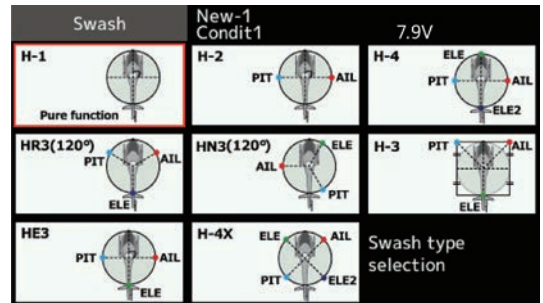 Swash
New-1
Condit1
7.9V
H-1
Pure function
H-2
PIT
AIL
H-4
ELE
PIT
AIL
ELE2
HR3(120°)
PIT
AIL
ELE
HN3(120°)
ELE
AIL
PIT
H-3
PIT
AIL
ELE
HE3
PIT
AIL
ELE
H-4X
ELE
AIL
PIT
ELE2
Swash type
selection